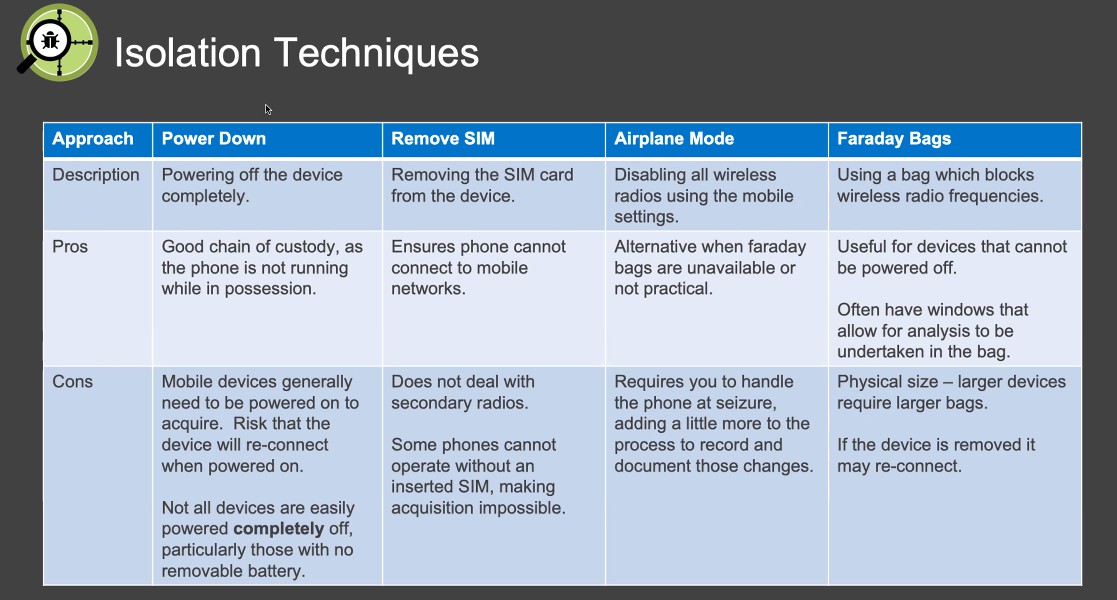 Isolation Techniques
Approach
Power Down
Remove SIM
Airplane Mode
Faraday Bags
Description
Powering off the device
completely.
Removing the SIM card
from the device.
Disabling all wireless
radios using the mobile
settings.
Using a bag which blocks
wireless radio frequencies.
Pros
Good chain of custody, as
the phone is not running
while in possession.
Ensures phone cannot
connect to mobile
networks.
Alternative when faraday
bags are unavailable or
not practical.
Useful for devices that cannot
be powered off.
Often have windows that
allow for analysis to be
undertaken in the bag.
Cons
Mobile devices generally
need to be powered on to
acquire.  Risk that the
device will re-connect
when powered on.
Not all devices are easily
powered completely off,
particularly those with no
removable battery.
Does not deal with
secondary radios.
Some phones cannot
operate without an
inserted SIM, making
acquisition impossible.
Requires you to handle
the phone at seizure,
adding a little more to the
process to record and
document those changes.
Physical size – larger devices
require larger bags.
If the device is removed it
may re-connect.